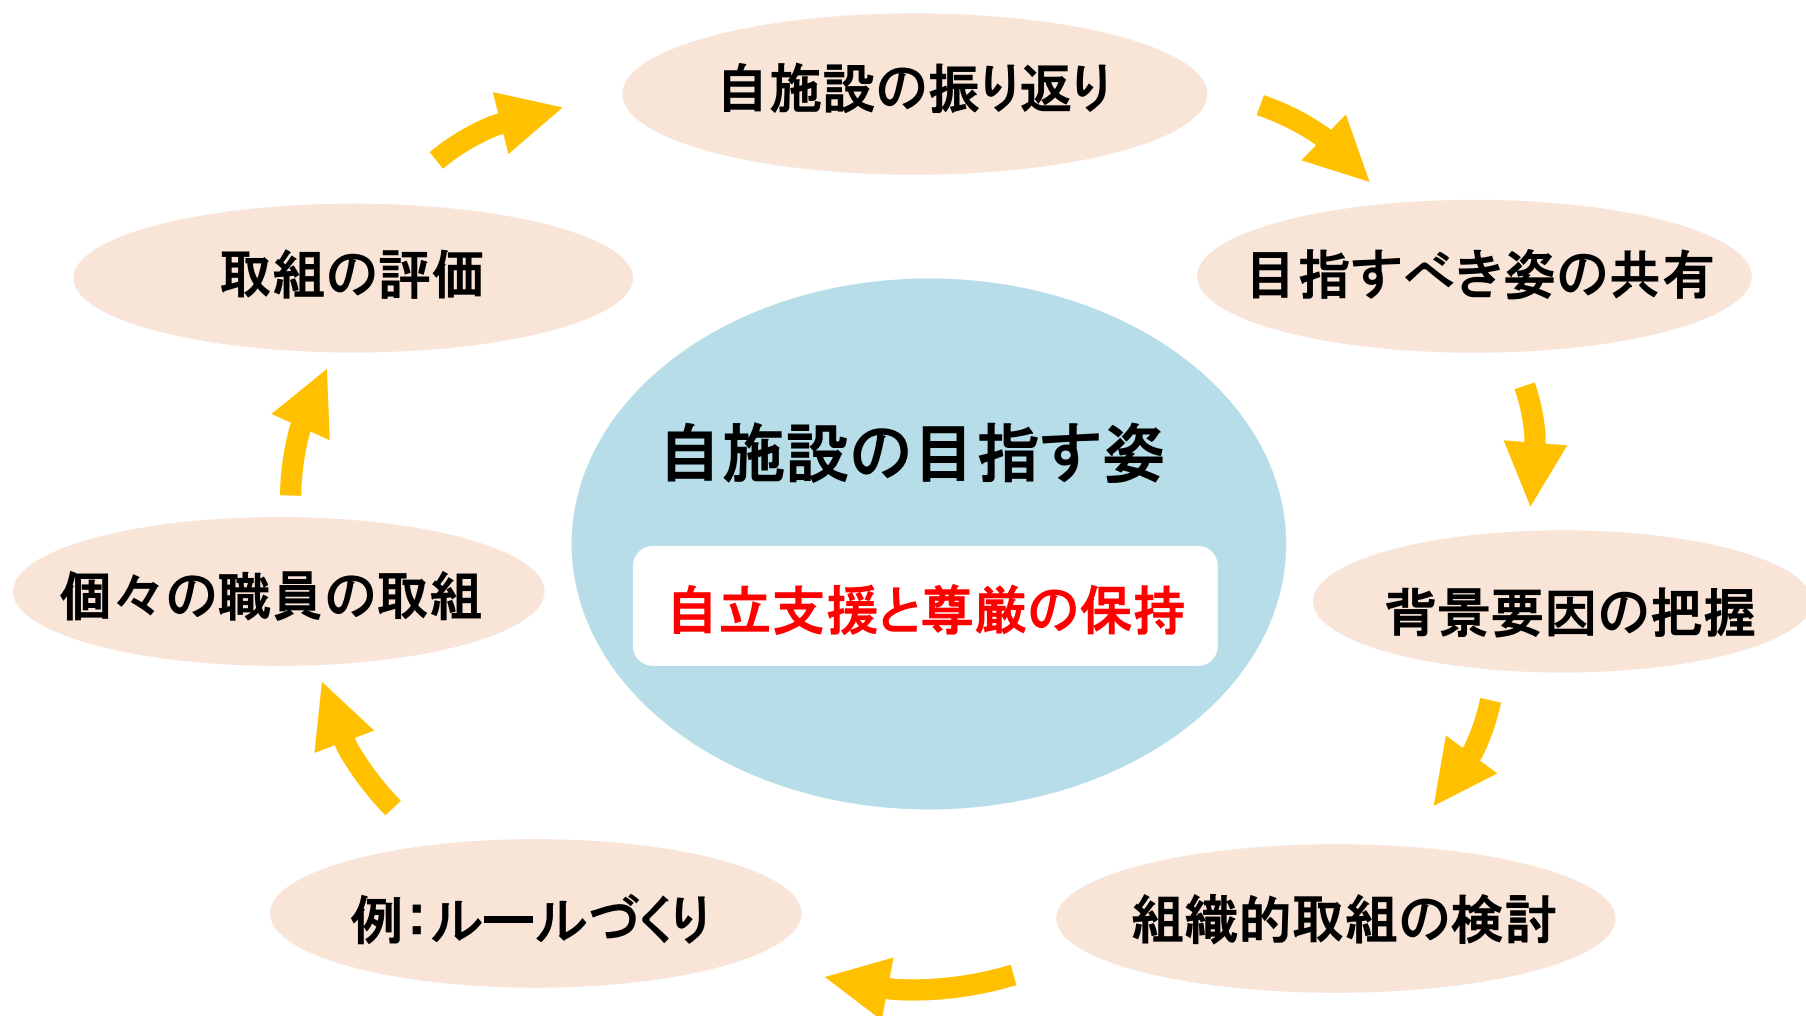 自施設の振り返り
目指すべき姿の共有
背景要因の把握
組織的取組の検討
例：ルールづくり
個々の職員の取組
取組の評価
自施設の目指す姿
自立支援と尊厳の保持